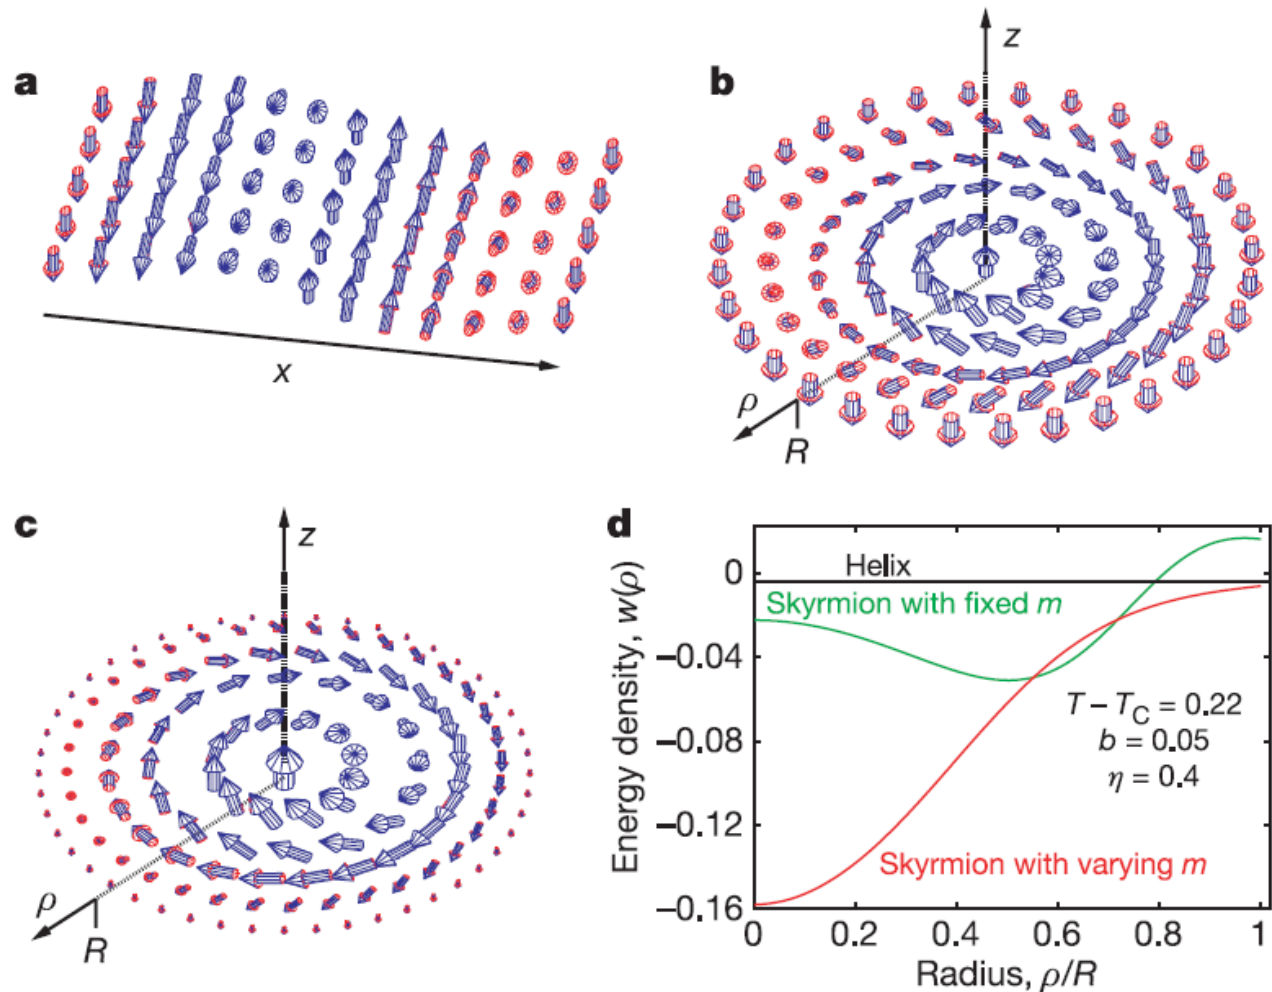 a
x
b
z
ρ
R
c
z
ρ
R
d
Energy density, w(ρ)
0
−0.04
−0.08
−0.12
−0.16
Helix
Skyrmion with fixed m
T − T_C = 0.22
b = 0.05
η = 0.4
Skyrmion with varying m
0 0.2 0.4 0.6 0.8 1
Radius, ρ/R